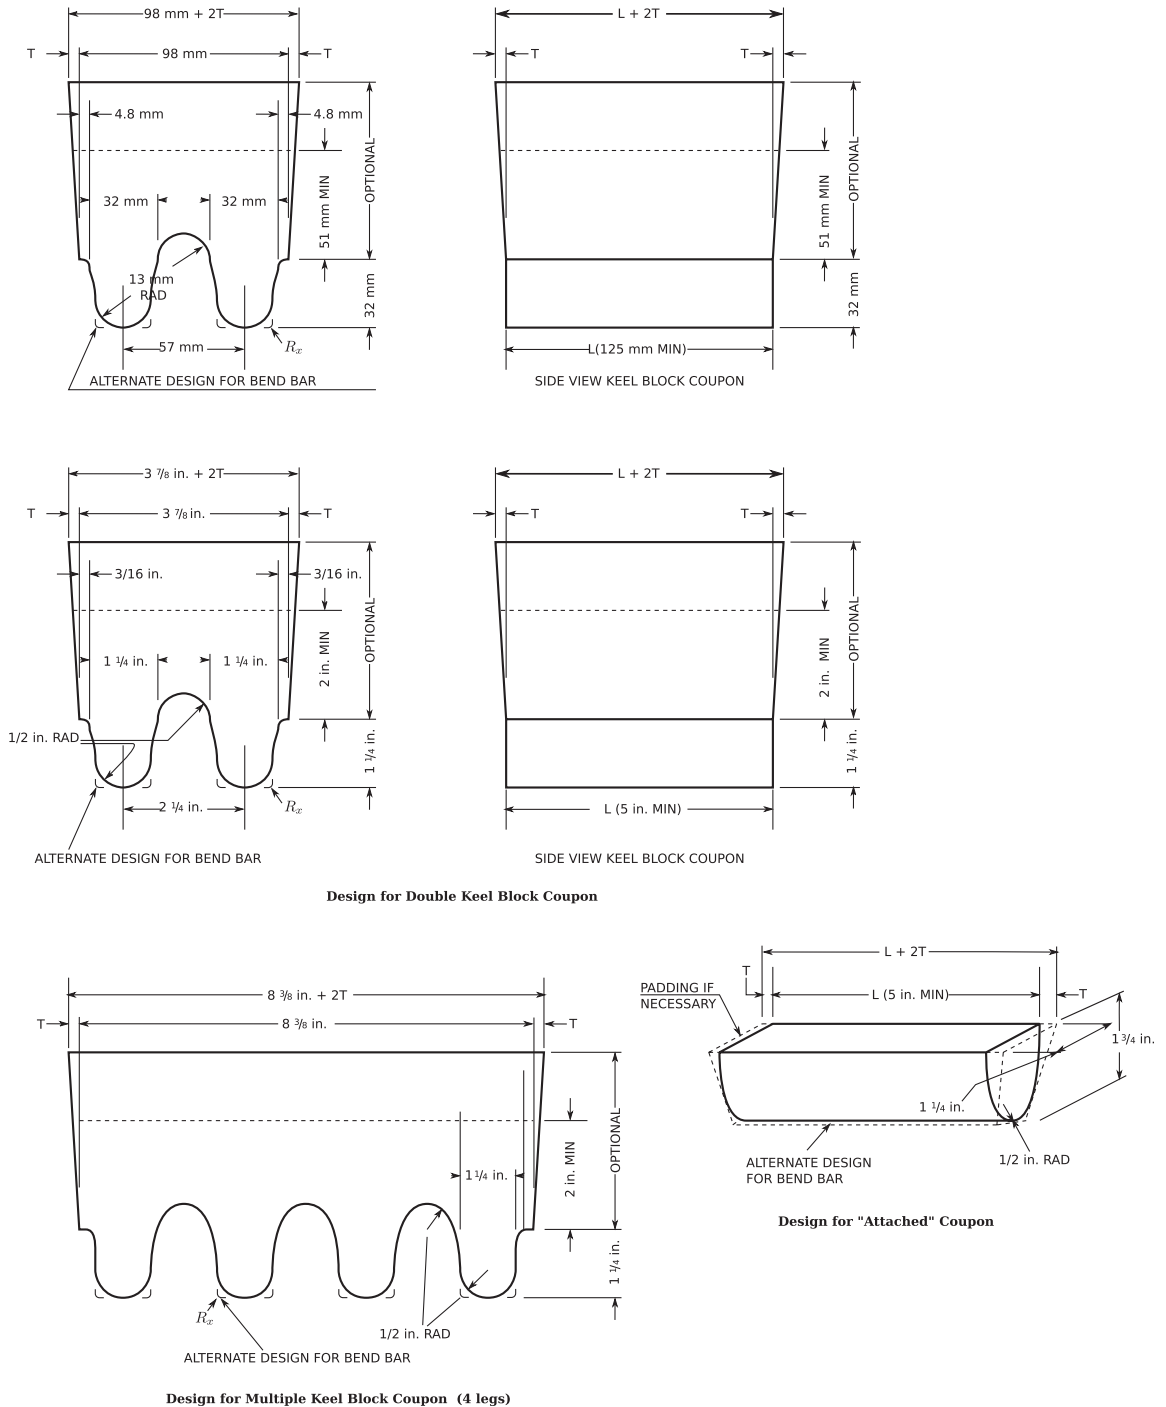 98 mm + 2T
L + 2T
T
98 mm
T
T
T
4.8 mm
4.8 mm
OPTIONAL
OPTIONAL
32 mm
32 mm
51 mm MIN
51 mm MIN
13 mm
RAD
32 mm
32 mm
57 mm
Rx
L(125 mm MIN)
ALTERNATE DESIGN FOR BEND BAR
SIDE VIEW KEEL BLOCK COUPON
3 ⅞ in. + 2T
L + 2T
T
3 ⅞ in.
T
T
T
3/16 in.
3/16 in.
OPTIONAL
OPTIONAL
1 ¼ in.
1 ¼ in.
2 in. MIN
2 in. MIN
1/2 in. RAD
1 ¼ in.
1 ¼ in.
2 ¼ in.
Rx
L (5 in. MIN)
ALTERNATE DESIGN FOR BEND BAR
SIDE VIEW KEEL BLOCK COUPON
Design for Double Keel Block Coupon
8 ⅜ in. + 2T
T
8 ⅜ in.
T
OPTIONAL
1 ¼ in.
2 in. MIN
1 ¼ in.
Rx
1/2 in. RAD
ALTERNATE DESIGN FOR BEND BAR
Design for Multiple Keel Block Coupon (4 legs)
L + 2T
T
PADDING IF
NECESSARY
L (5 in. MIN)
T
1 ¾ in.
1 ¼ in.
1/2 in. RAD
ALTERNATE DESIGN
FOR BEND BAR
Design for "Attached" Coupon